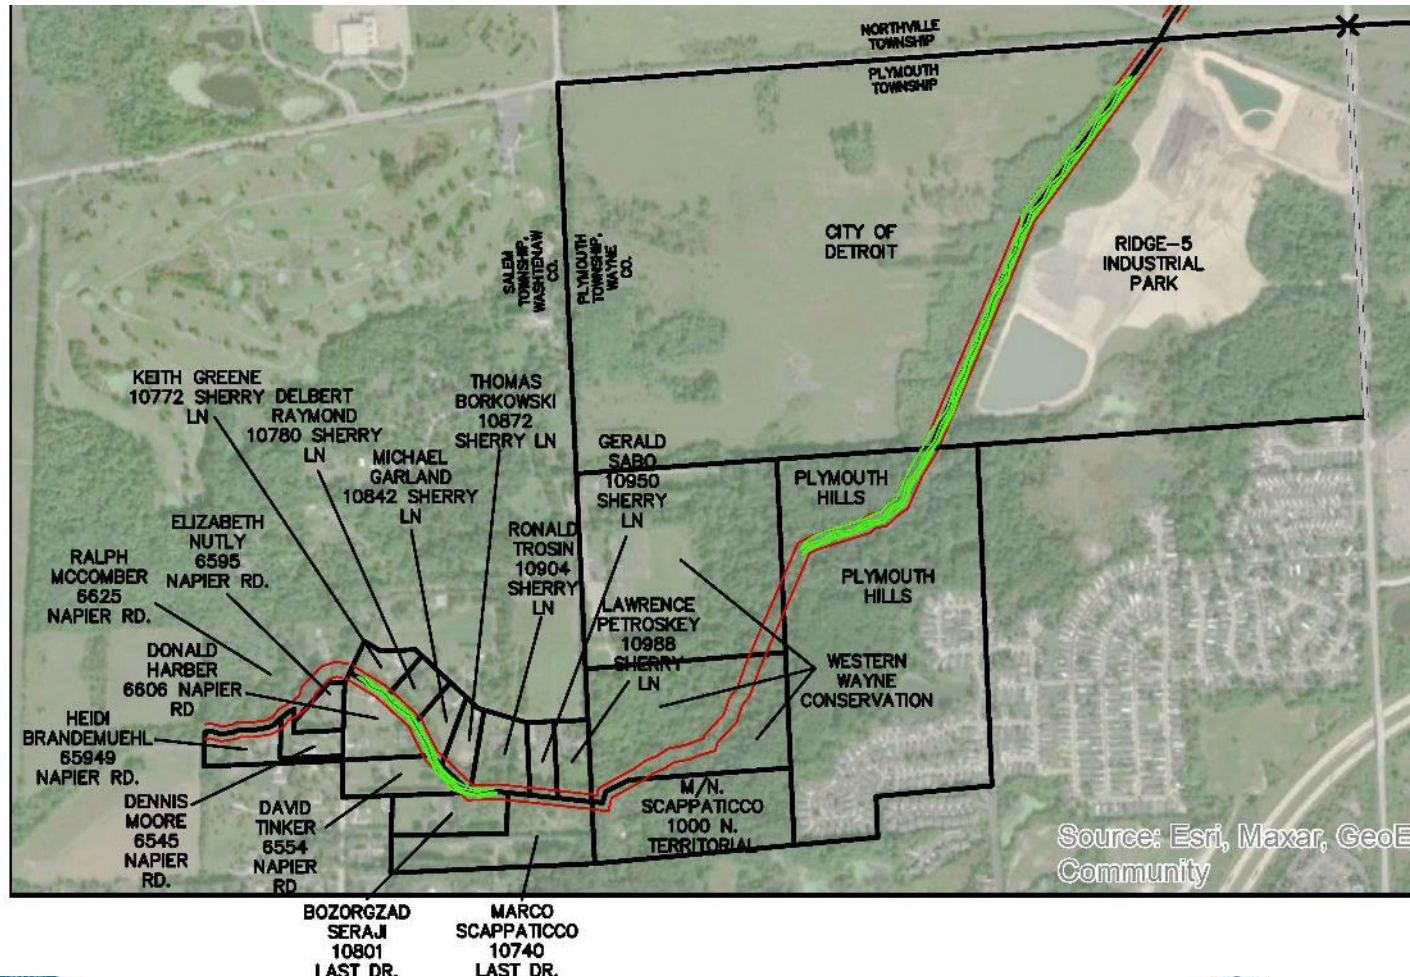 NORTHVILLE
TOWNSHIP
PLYMOUTH
TOWNSHIP
CITY OF
DETROIT
RIDGE-5
INDUSTRIAL
PARK
SALEM
TOWNSHIP,
WASHTENAW
CO.
PLYMOUTH
TOWNSHIP,
WAYNE
CO.
KEITH GREENE
10772 SHERRY
LN
DELBERT
RAYMOND
10780 SHERRY
LN
MICHAEL
GARLAND
10842 SHERRY
LN
THOMAS
BORKOWSKI
10872
SHERRY LN
GERALD
SABO
10950
SHERRY
LN
RONALD
TROSIN
10904
SHERRY
LN
LAWRENCE
PETROSKEY
10988
SHERRY
LN
PLYMOUTH
HILLS
PLYMOUTH
HILLS
WESTERN
WAYNE
CONSERVATION
ELIZABETH
NUTLY
6595
NAPIER RD.
RALPH
MCCOMBER
6625
NAPIER RD.
DONALD
HARBER
6606 NAPIER
RD
HEIDI
BRANDEMUEHL
65949
NAPIER RD.
DENNIS
MOORE
6545
NAPIER
RD.
DAVID
TINKER
6554
NAPIER
RD
M/N.
SCAPPATICCO
1000 N.
TERRITORIAL
BOZORGZAD
SERAJI
10801
LAST DR.
MARCO
SCAPPATICCO
10740
LAST DR.
Source: Esri, Maxar, GeoE
Community